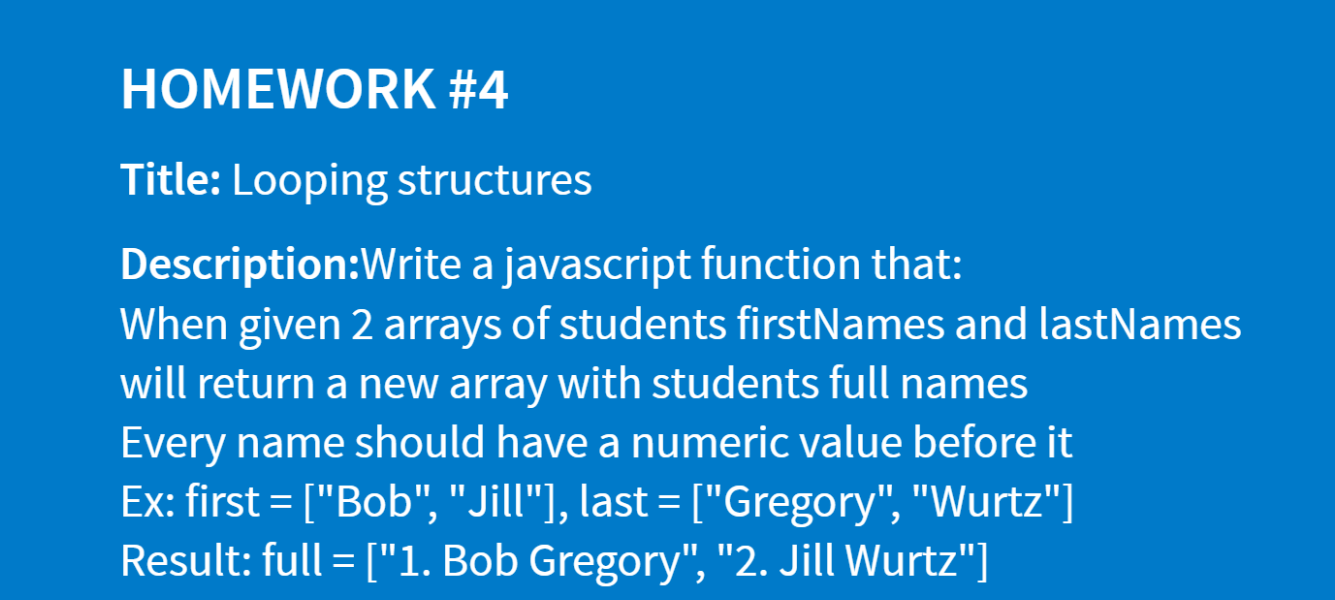 HOMEWORK #4
Title: Looping structures
Description:Write a javascript function that:
When given 2 arrays of students firstNames and lastNames
will return a new array with students full names
Every name should have a numeric value before it
Ex: first = ["Bob", "Jill"], last = ["Gregory", "Wurtz"]
Result: full = ["1. Bob Gregory", "2. Jill Wurtz"]